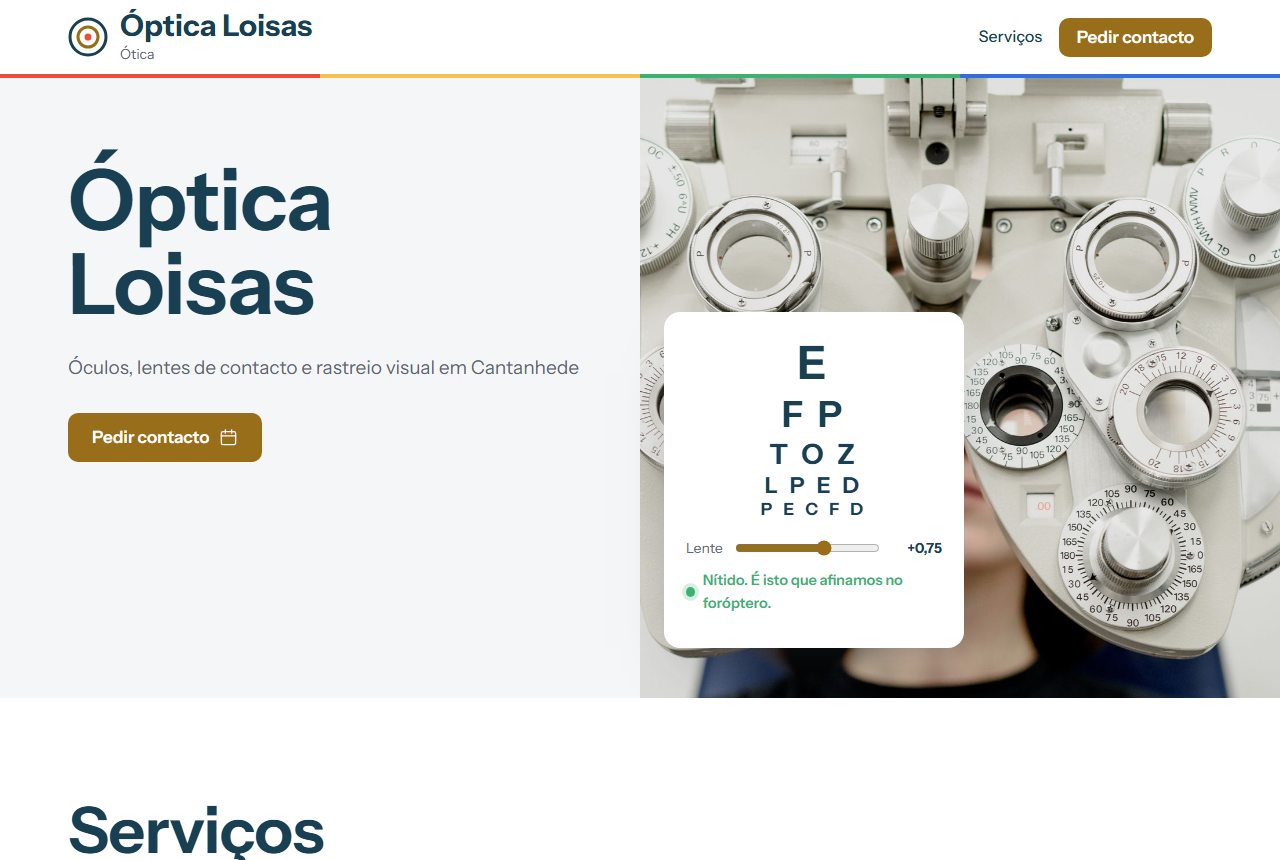 Óptica Loisas
Ótica
Serviços
Pedir contacto
Óptica
Loisas
Óculos, lentes de contacto e rastreio visual em Cantanhede
Pedir contacto
E
F P
T O Z
L P E D
P E C F D
Lente
+0,75
Nítido. É isto que afinamos no
foróptero.
Serviços